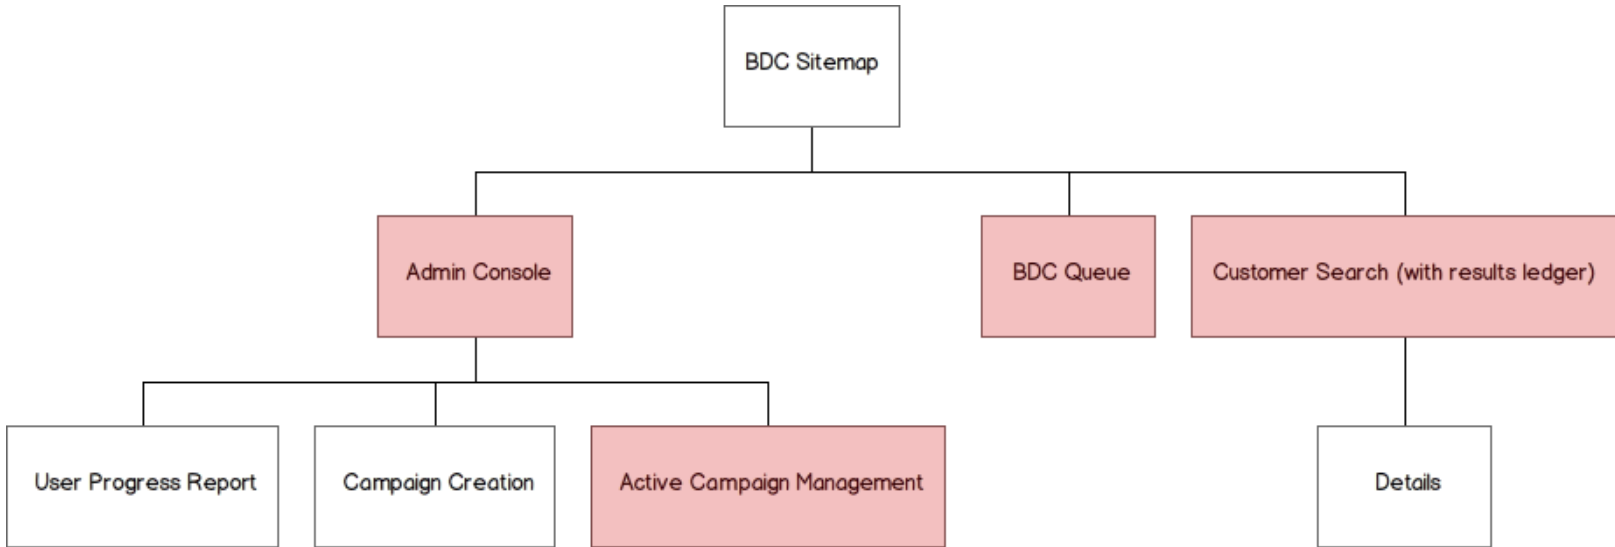 BDC Sitemap
Admin Console
BDC Queue
Customer Search (with results ledger)
User Progress Report
Campaign Creation
Active Campaign Management
Details